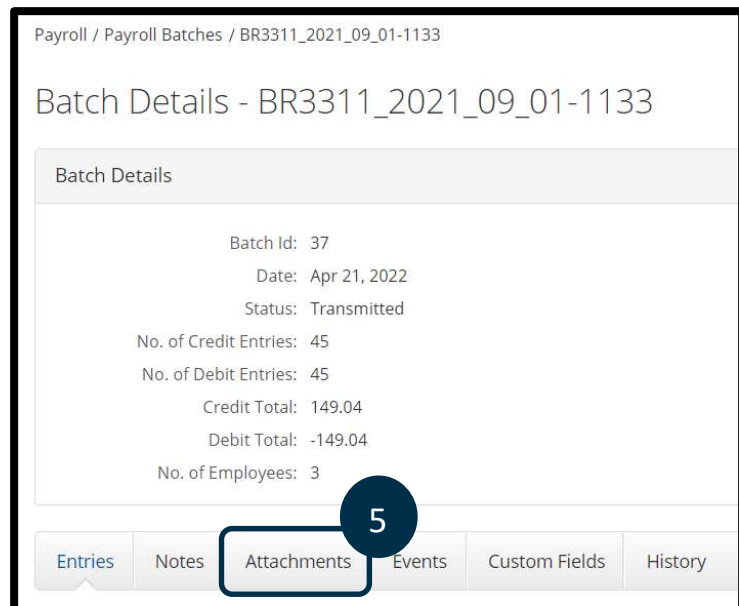 Payroll / Payroll Batches / BR3311_2021_09_01-1133
Batch Details - BR3311_2021_09_01-1133
Batch Details
Batch Id: 37
Date: Apr 21, 2022
Status: Transmitted
No. of Credit Entries: 45
No. of Debit Entries: 45
Credit Total: 149.04
Debit Total: -149.04
No. of Employees: 3
5
Entries Notes Attachments Events Custom Fields History